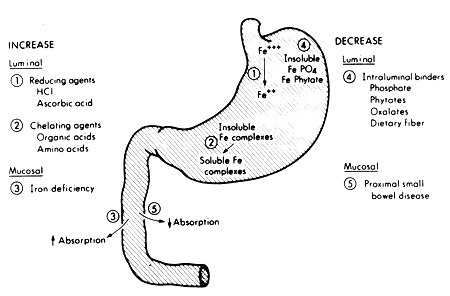 INCREASE
Luminal
1 Reducing agents
HCl
Ascorbic acid
2 Chelating agents
Organic acids
Amino acids
Mucosal
3 Iron deficiency
Fe+++
1
Fe++
4
Insoluble
Fe PO4
Fe Phytate
Insoluble
2 Fe complexes
Soluble Fe
complexes
3
↑ Absorption
5
↓ Absorption
DECREASE
Luminal
4 Intraluminal binders
Phosphate
Phytates
Oxalates
Dietary fiber
Mucosal
5 Proximal small
bowel disease